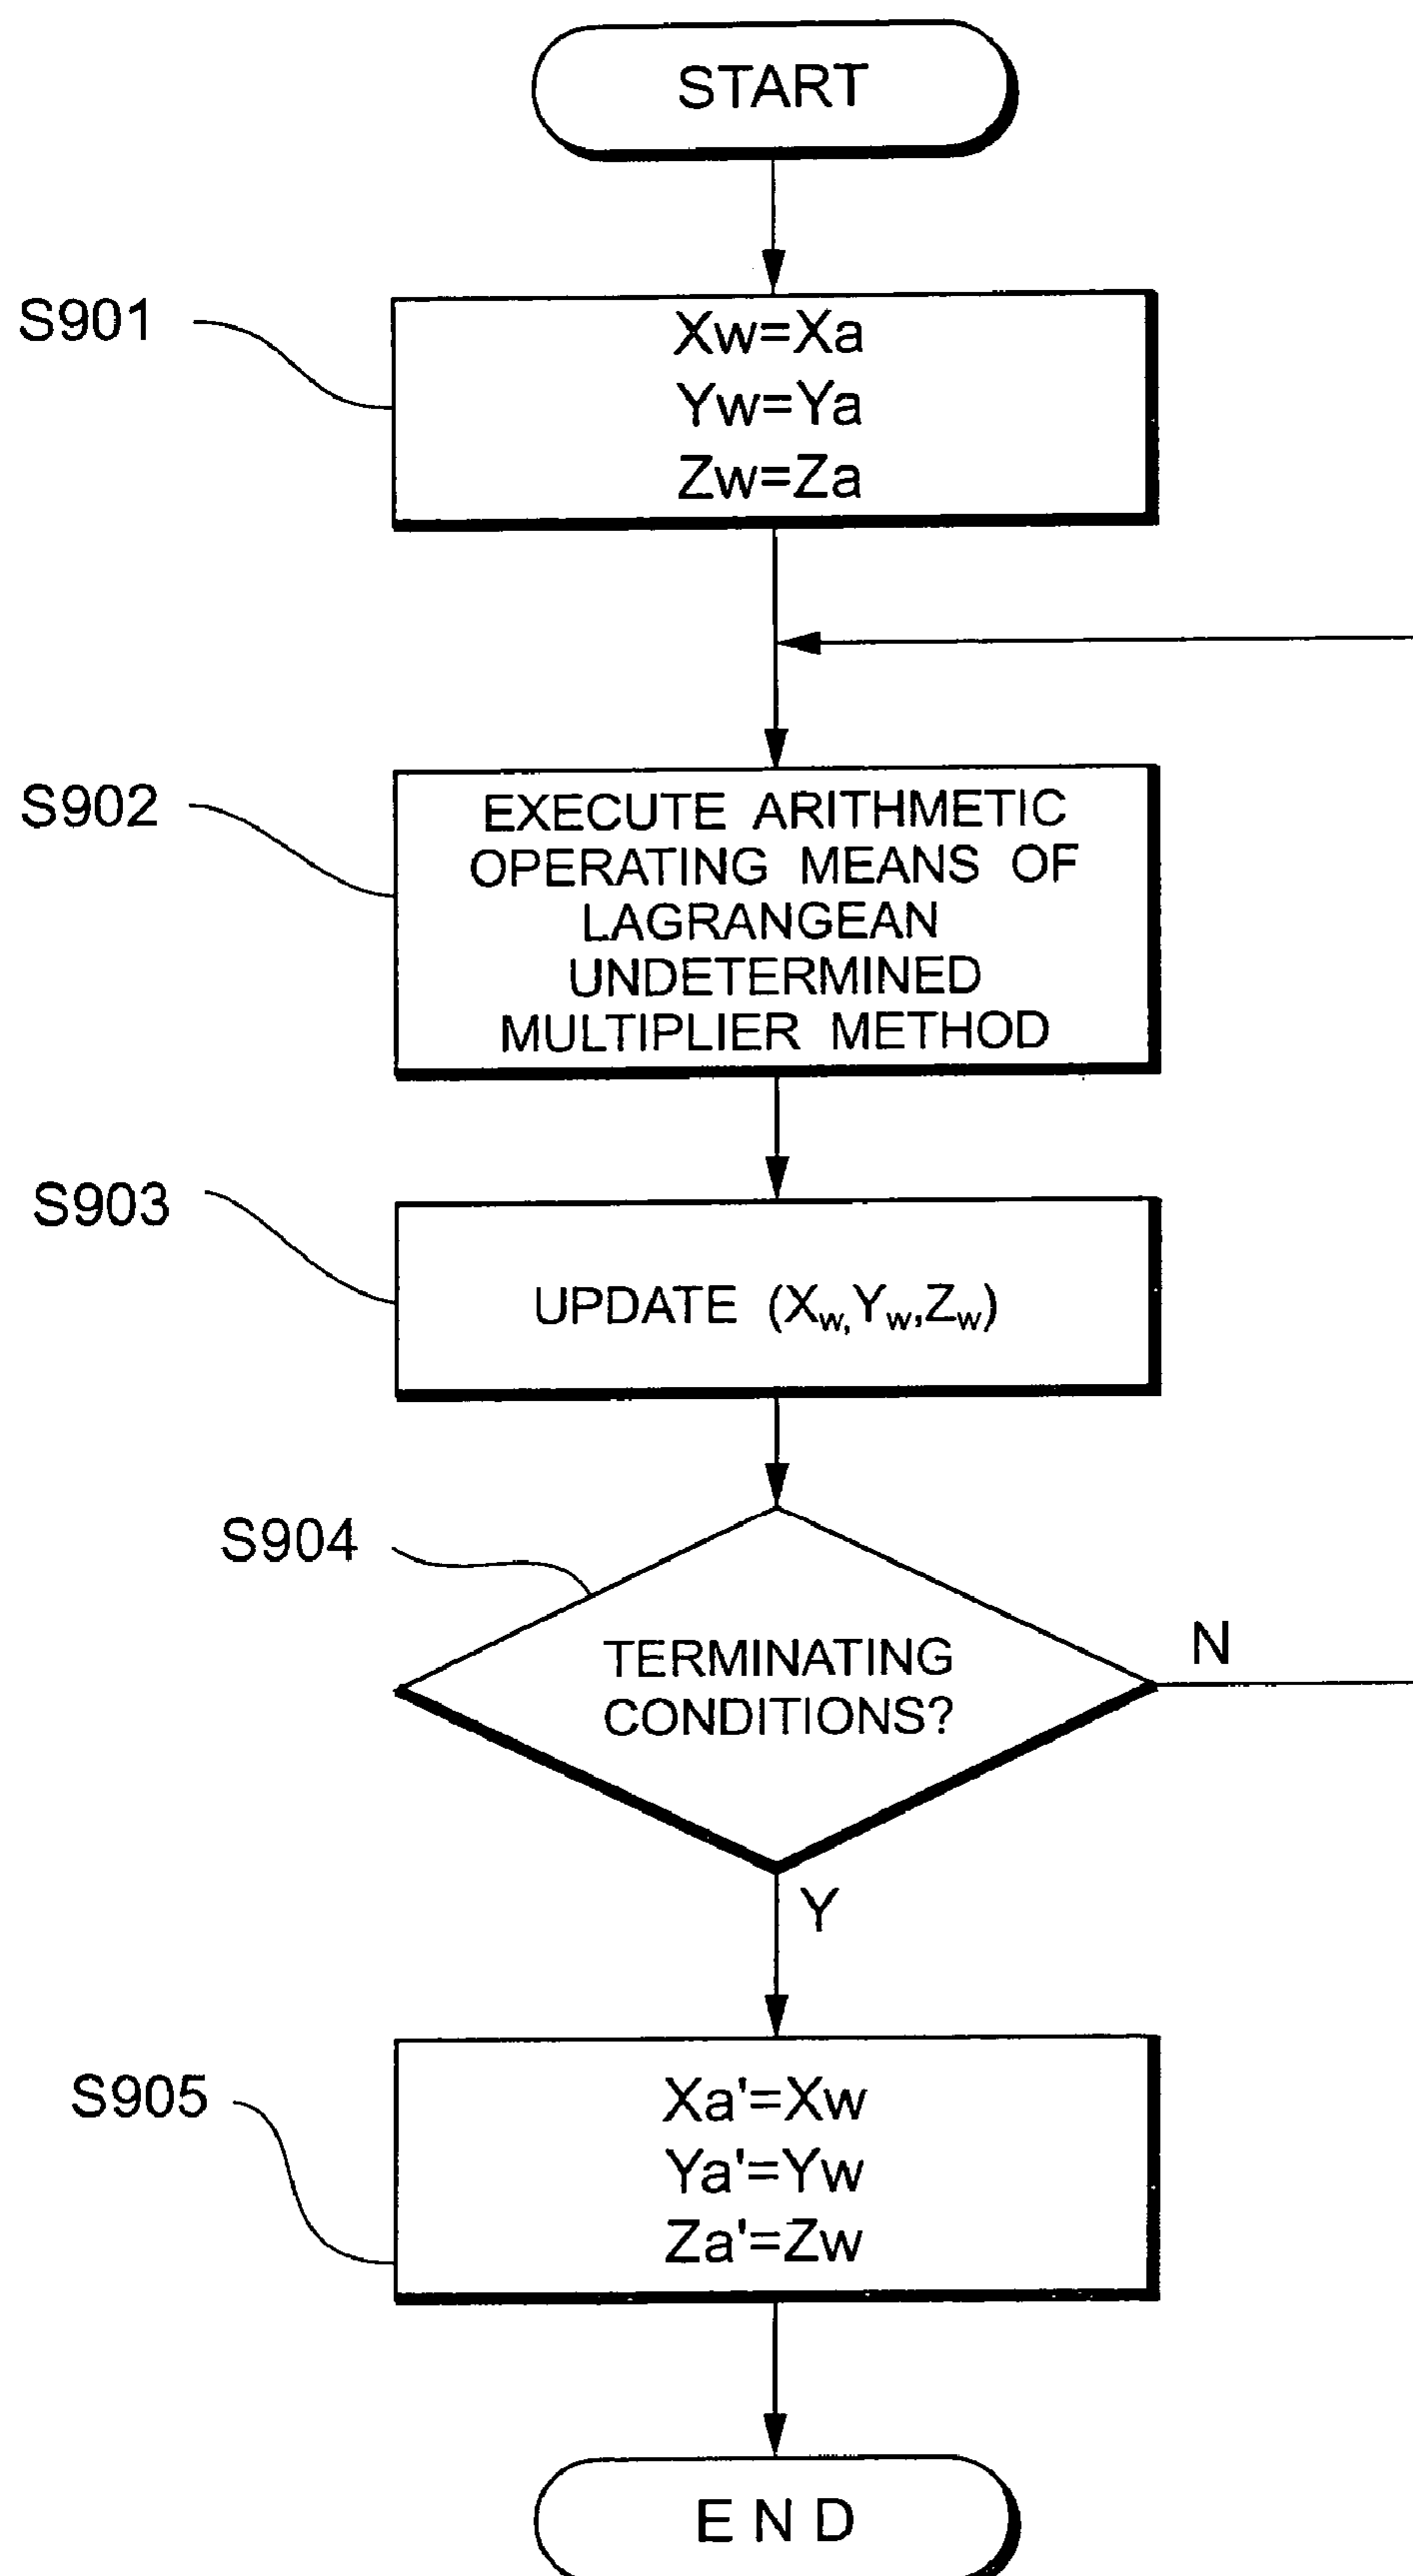 START
S901
Xw=Xa
Yw=Ya
Zw=Za
S902
EXECUTE ARITHMETIC
OPERATING MEANS OF
LAGRANGEAN
UNDETERMINED
MULTIPLIER METHOD
S903
UPDATE (Xw,Yw,Zw)
S904
TERMINATING
CONDITIONS?
N
Y
S905
Xa'=Xw
Ya'=Yw
Za'=Zw
END